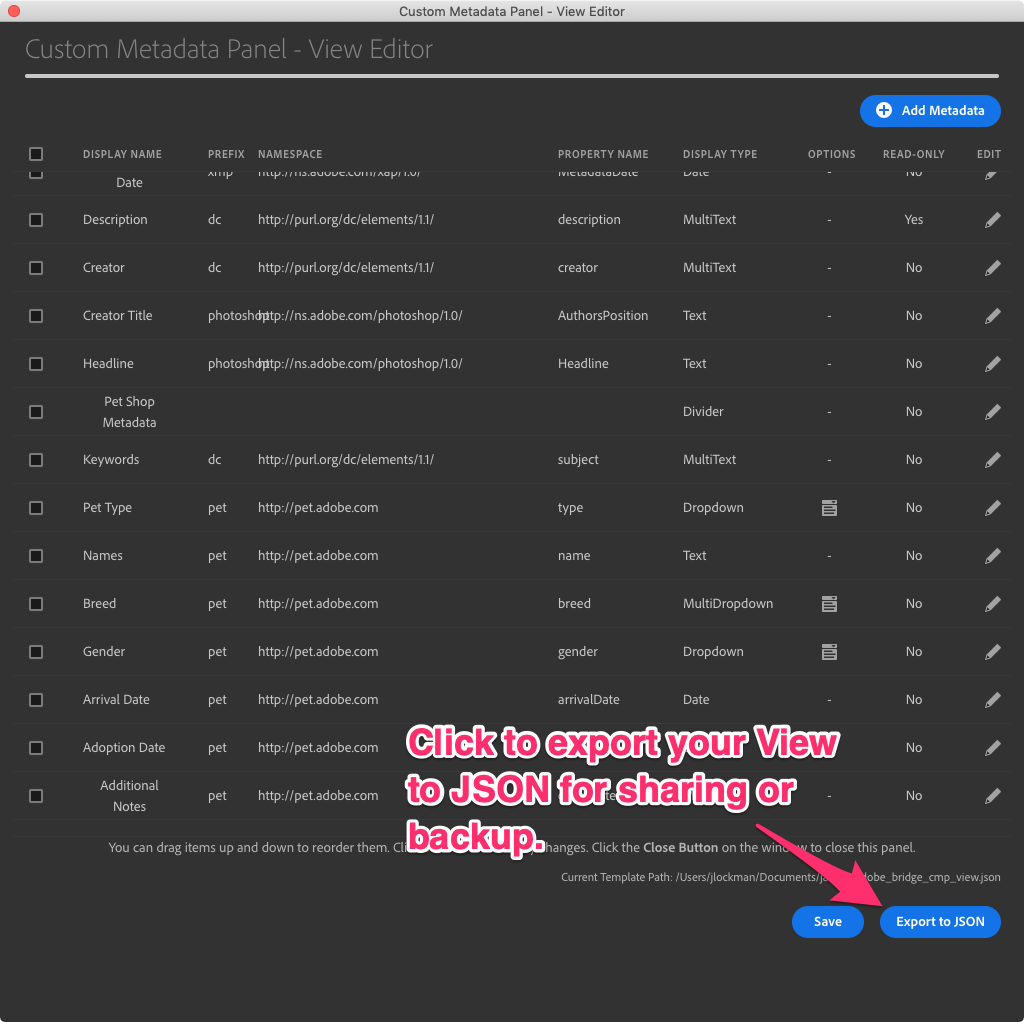 Custom Metadata Panel - View Editor
Custom Metadata Panel - View Editor
Add Metadata
DISPLAY NAME PREFIX NAMESPACE PROPERTY NAME DISPLAY TYPE OPTIONS READ-ONLY EDIT
Date xmp http://ns.adobe.com/xap/1.0/ MetadataDate Date - No
Description dc http://purl.org/dc/elements/1.1/ description MultiText - Yes
Creator dc http://purl.org/dc/elements/1.1/ creator MultiText - No
Creator Title photoshop http://ns.adobe.com/photoshop/1.0/ AuthorsPosition Text - No
Headline photoshop http://ns.adobe.com/photoshop/1.0/ Headline Text - No
Pet Shop
Metadata Divider - No
Keywords dc http://purl.org/dc/elements/1.1/ subject MultiText - No
Pet Type pet http://pet.adobe.com type Dropdown No
Names pet http://pet.adobe.com name Text - No
Breed pet http://pet.adobe.com breed MultiDropdown No
Gender pet http://pet.adobe.com gender Dropdown No
Arrival Date pet http://pet.adobe.com arrivalDate Date - No
Adoption Date pet http://pet.adobe.com No
Additional
Notes pet http://pet.adobe.com No
Click to export your View
to JSON for sharing or
backup.
You can drag items up and down to reorder them. changes. Click the Close Button on the window to close this panel.
Current Template Path: /Users/jlockman/Documents/ dobe_bridge_cmp_view.json
Save Export to JSON